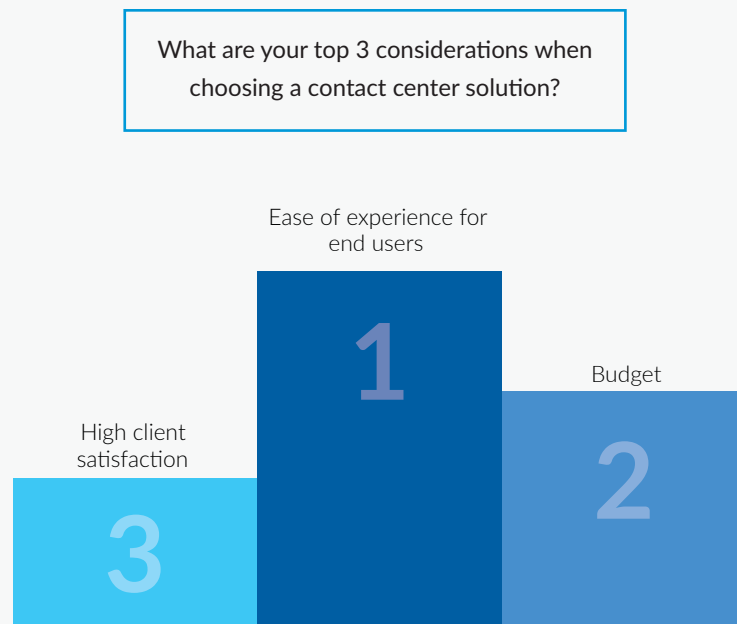 What are your top 3 considerations when
choosing a contact center solution?
Ease of experience for
end users
1
Budget
2
High client
satisfaction
3